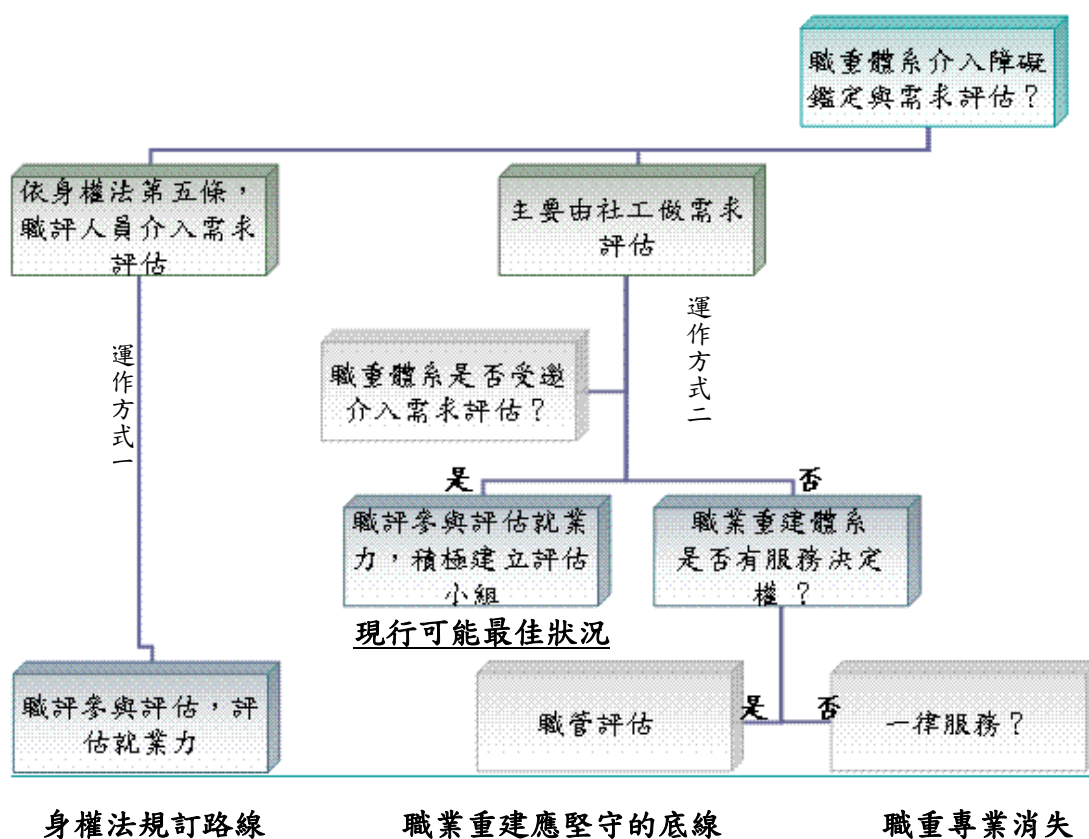 職重體系介入障礙
鑑定與需求評估？
依身權法第五條，
職評人員介入需求
評估
主要由社工做需求
評估
運作方式一
職重體系是否受邀
介入需求評估？
運作方式二
是
否
職評參與評估就業
力，積極建立評估
小組
職業重建體系
是否有服務決定
權 ？
現行可能最佳狀況
職評參與評估，評
估就業力
職管評估
是
否
一律服務？
身權法規訂路線
職業重建應堅守的底線
職重專業消失